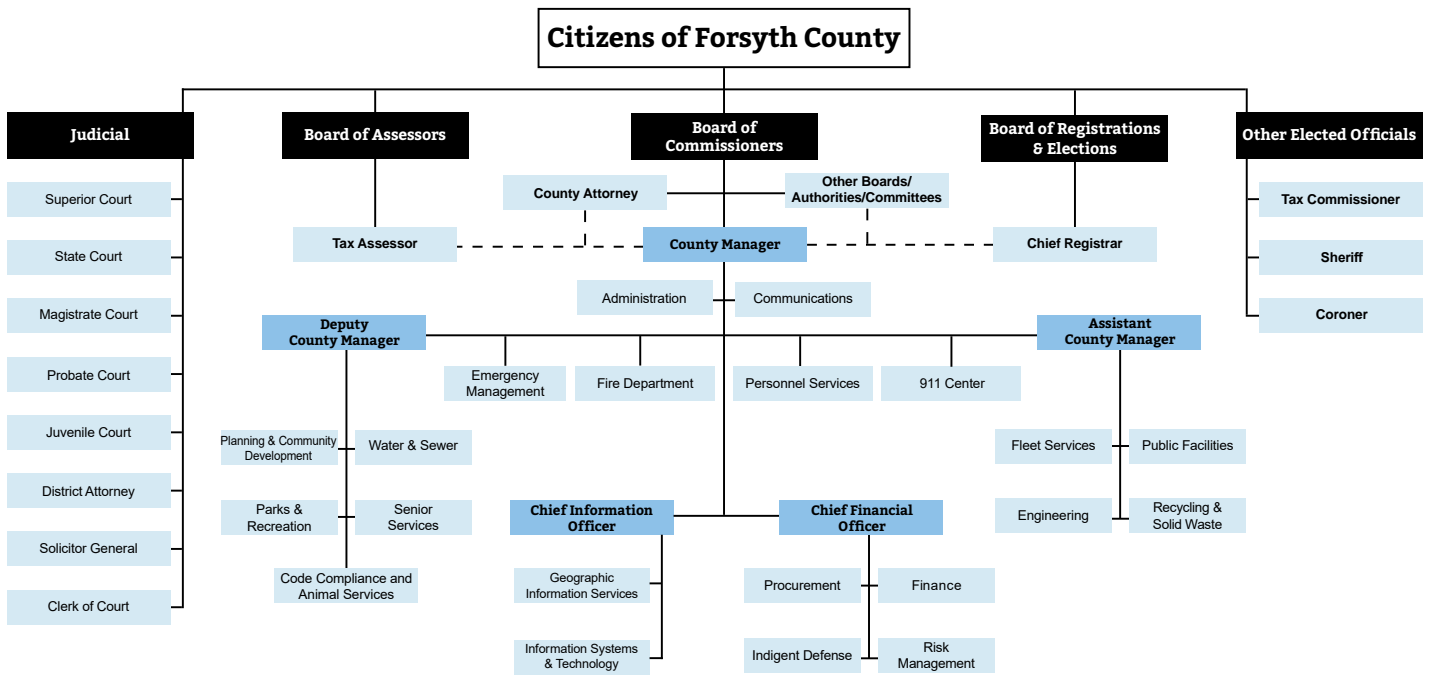 Citizens of Forsyth County
Judicial
Board of Assessors
Board of
Commissioners
Board of Registrations
& Elections
Other Elected Officials
Superior Court
State Court
Magistrate Court
Probate Court
Juvenile Court
District Attorney
Solicitor General
Clerk of Court
Tax Assessor
County Attorney
Other Boards/
Authorities/Committees
County Manager
Chief Registrar
Tax Commissioner
Sheriff
Coroner
Administration
Communications
Deputy
County Manager
Assistant
County Manager
Emergency
Management
Fire Department
Personnel Services
911 Center
Planning & Community
Development
Water & Sewer
Parks &
Recreation
Senior
Services
Code Compliance and
Animal Services
Chief Information
Officer
Chief Financial
Officer
Geographic
Information Services
Information Systems
& Technology
Procurement
Finance
Indigent Defense
Risk
Management
Fleet Services
Public Facilities
Engineering
Recycling &
Solid Waste